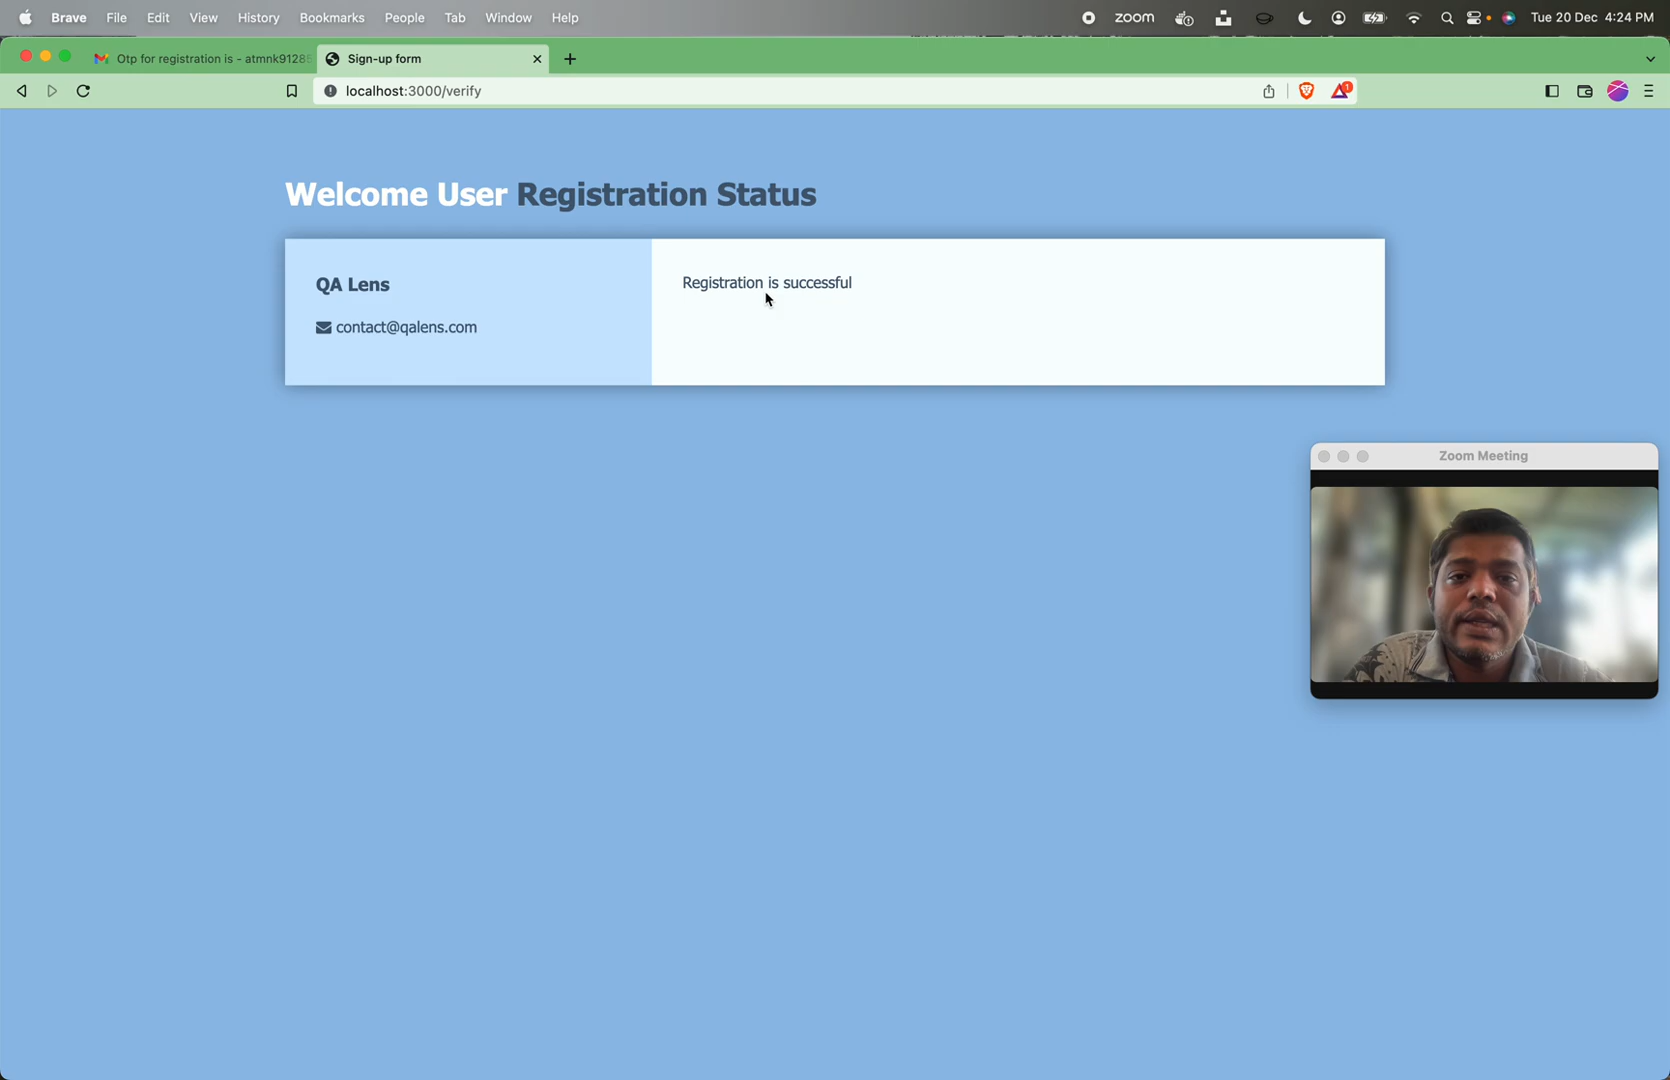 Brave File Edit View History Bookmarks People Tab Window Help zoom Tue 20 Dec 4:24 PM
Otp for registration is - atmnk9128 Sign-up form
localhost:3000/verify 1
Welcome User Registration Status
QA Lens
Registration is successful
contact@qalens.com
Zoom Meeting